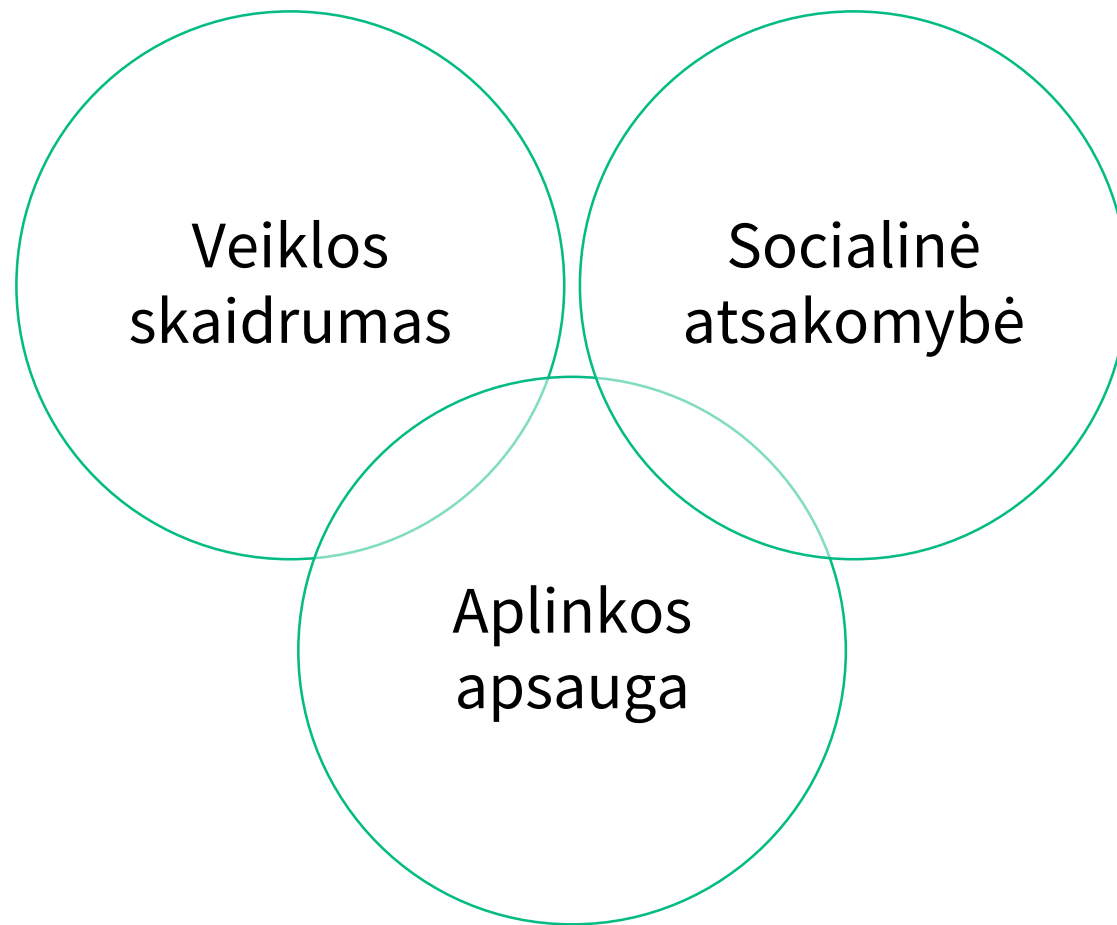 Veiklos
skaidrumas
Socialinė
atsakomybė
Aplinkos
apsauga